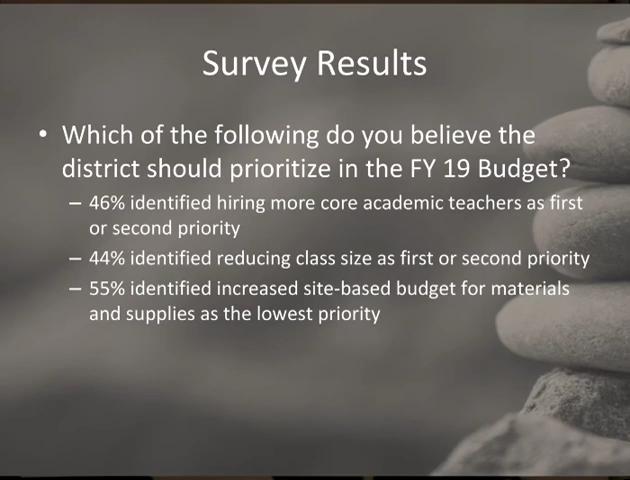 Survey Results
• Which of the following do you believe the
district should prioritize in the FY 19 Budget?
– 46% identified hiring more core academic teachers as first
or second priority
– 44% identified reducing class size as first or second priority
– 55% identified increased site-based budget for materials
and supplies as the lowest priority